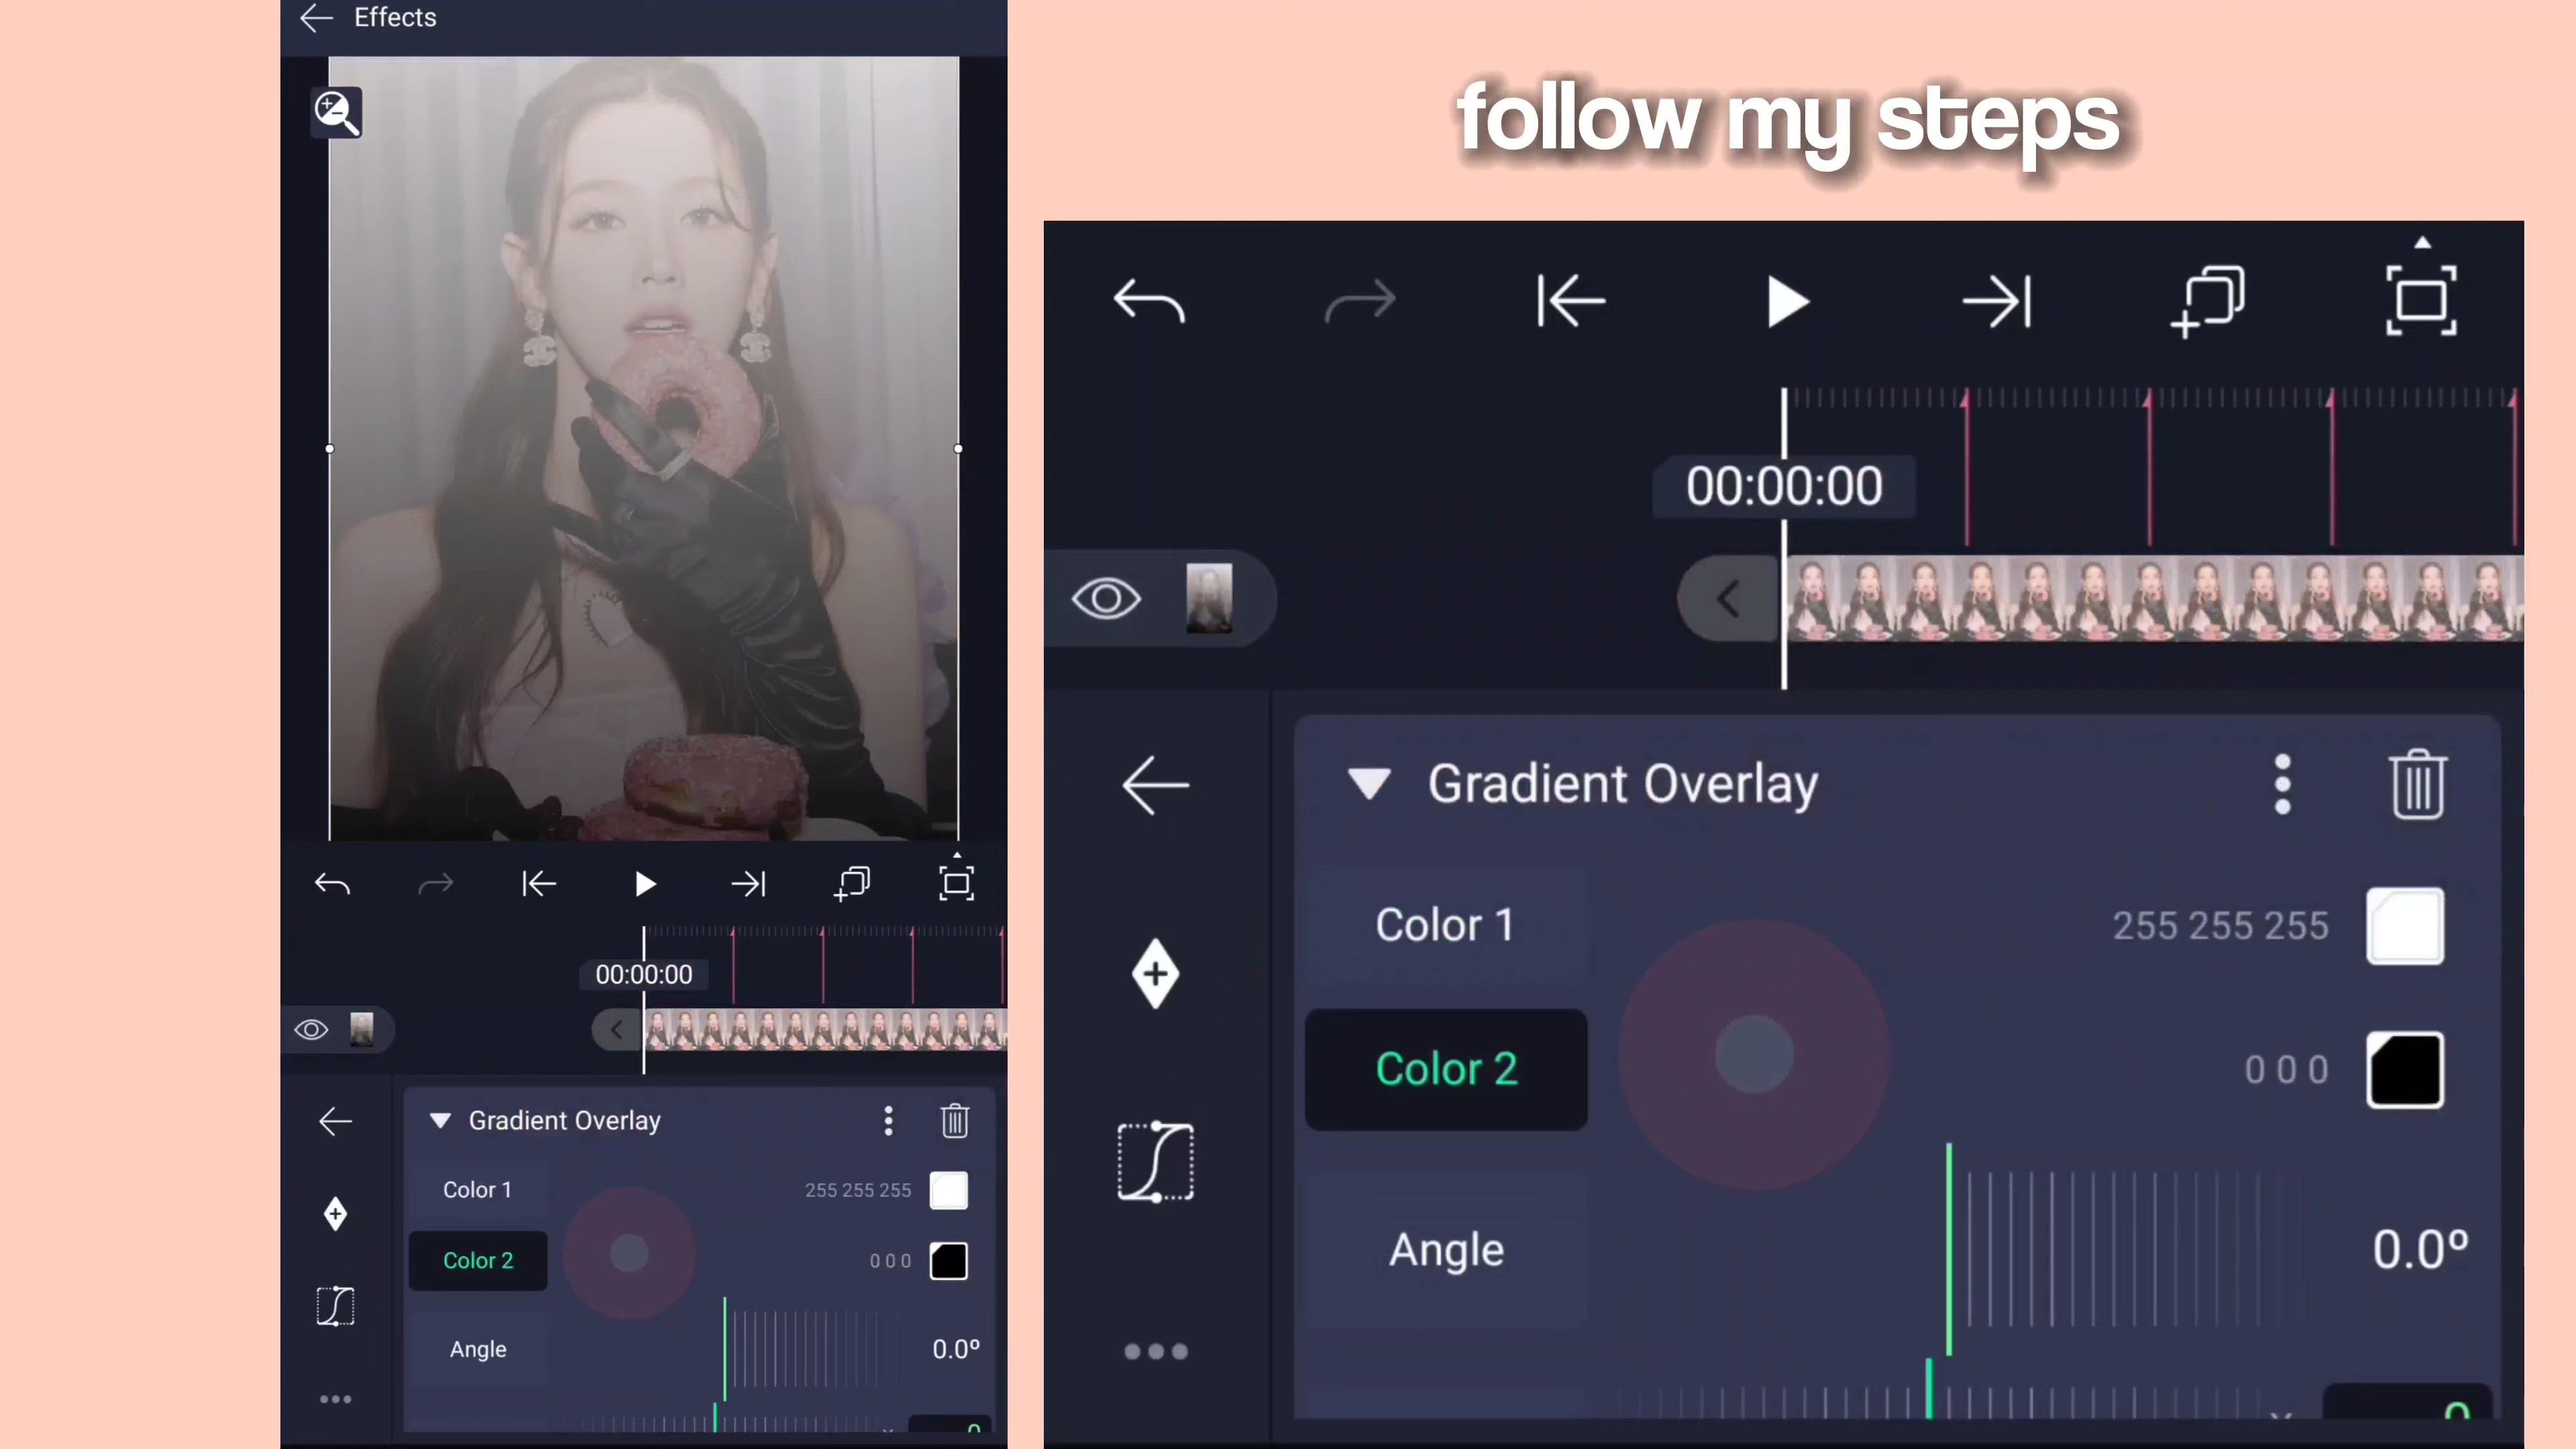 Effects
follow my steps
00:00:00
Gradient Overlay
Color 1
255 255 255
Color 2
0 0 0
Angle
0.0º
00:00:00
Gradient Overlay
Color 1
255 255 255
Color 2
0 0 0
Angle
0.0º